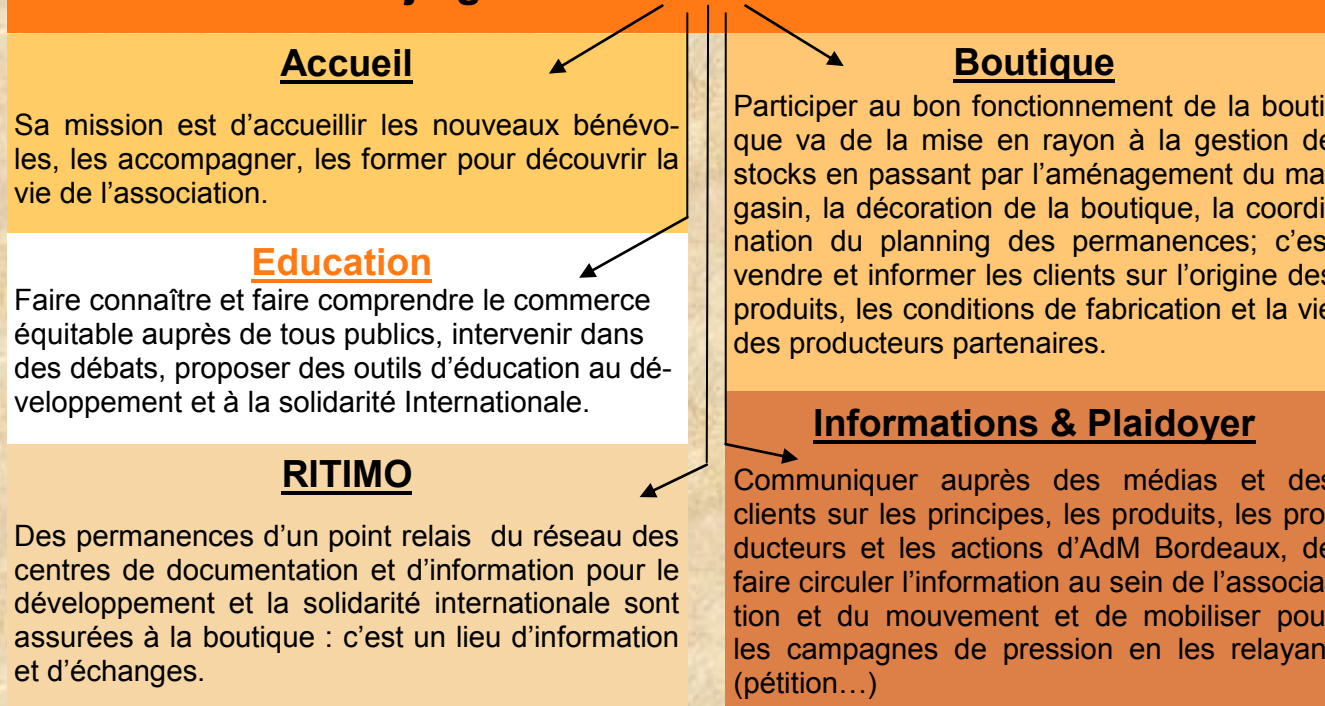 Accueil
Sa mission est d’accueillir les nouveaux bénévo-
les, les accompagner, les former pour découvrir la
vie de l’association.
Education
Faire connaître et faire comprendre le commerce
équitable auprès de tous publics, intervenir dans
des débats, proposer des outils d’éducation au dé-
veloppement et à la solidarité Internationale.
RITIMO
Des permanences d’un point relais du réseau des
centres de documentation et d’information pour le
développement et la solidarité internationale sont
assurées à la boutique : c’est un lieu d’information
et d’échanges.
Boutique
Participer au bon fonctionnement de la bouti
que va de la mise en rayon à la gestion de
stocks en passant par l’aménagement du ma
gasin, la décoration de la boutique, la coordi
nation du planning des permanences; c’es
vendre et informer les clients sur l’origine des
produits, les conditions de fabrication et la vie
des producteurs partenaires.
Informations & Plaidoyer
Communiquer auprès des médias et des
clients sur les principes, les produits, les pro
ducteurs et les actions d’AdM Bordeaux, de
faire circuler l’information au sein de l’associa
tion et du mouvement et de mobiliser pou
les campagnes de pression en les relayan
(pétition…)